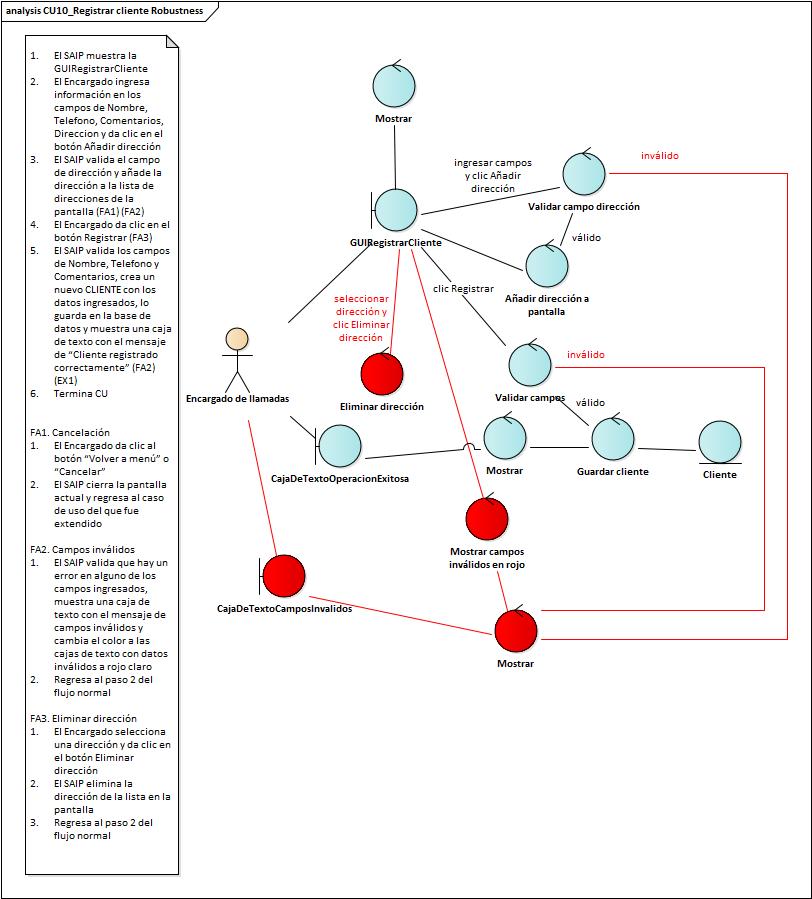 analysis CU10_Registrar cliente Robustness
1. El SAIP muestra la
GUIRegistrarCliente
2. El Encargado ingresa
información en los
campos de Nombre,
Telefono, Comentarios,
Direccion y da clic en el
botón Añadir dirección
3. El SAIP valida el campo
de dirección y añade la
dirección a la lista de
direcciones de la
pantalla (FA1) (FA2)
4. El Encargado da clic en el
botón Registrar (FA3)
5. El SAIP valida los campos
de Nombre, Telefono y
Comentarios, crea un
nuevo CLIENTE con los
datos ingresados, lo
guarda en la base de
datos y muestra una caja
de texto con el mensaje
de “Cliente registrado
correctamente” (FA2)
(EX1)
6. Termina CU
FA1. Cancelación
1. El Encargado da clic al
botón “Volver a menú” o
“Cancelar”
2. El SAIP cierra la pantalla
actual y regresa al caso
de uso del que fue
extendido
FA2. Campos inválidos
1. El SAIP valida que hay un
error en alguno de los
campos ingresados,
muestra una caja de
texto con el mensaje de
campos inválidos y
cambia el color a las
cajas de texto con datos
inválidos a rojo claro
2. Regresa al paso 2 del
flujo normal
FA3. Eliminar dirección
1. El Encargado selecciona
una dirección y da clic en
el botón Eliminar
dirección
2. El SAIP elimina la
dirección de la lista en la
pantalla
3. Regresa al paso 2 del
flujo normal
Mostrar
ingresar campos
y clic Añadir
dirección
inválido
Validar campo dirección
GUIRegistrarCliente
válido
Añadir dirección a
pantalla
clic Registrar
seleccionar
dirección y
clic Eliminar
dirección
inválido
Encargado de llamadas
Eliminar dirección
Validar campos
válido
CajaDeTextoOperacionExitosa
Mostrar
Guardar cliente
Cliente
Mostrar campos
inválidos en rojo
CajaDeTextoCamposInvalidos
Mostrar